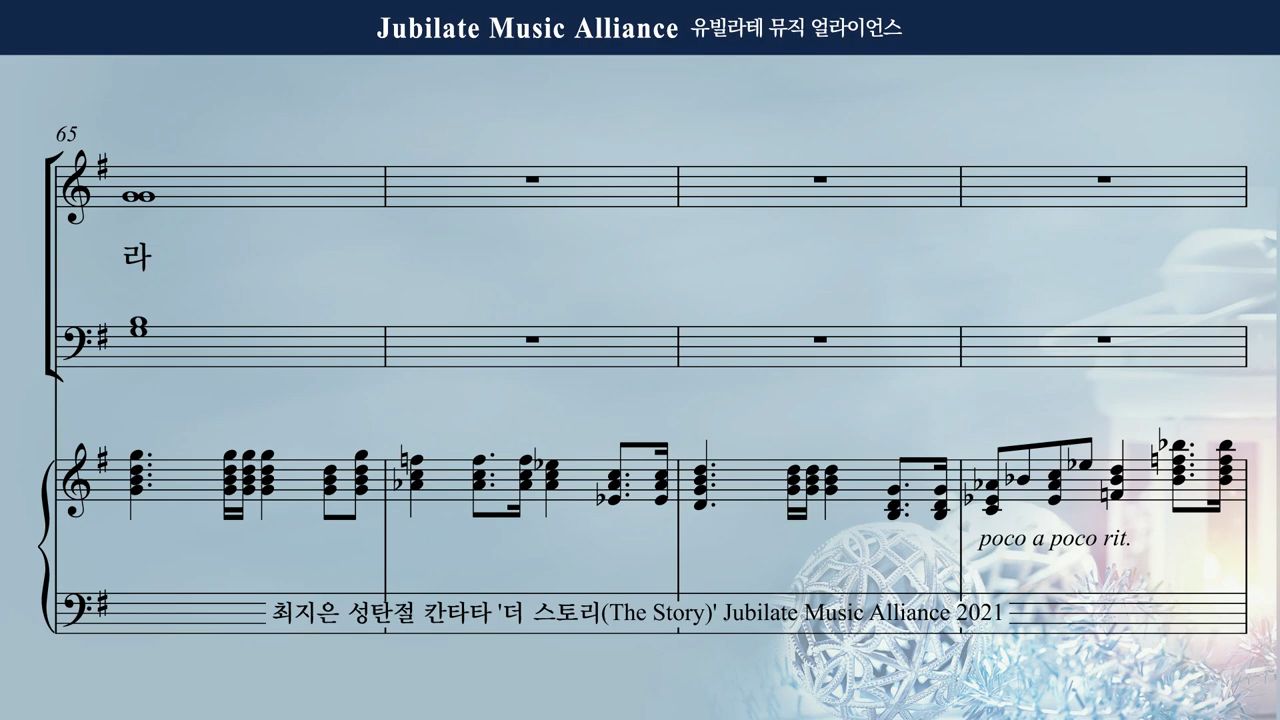 Jubilate Music Alliance 유빌라테 뮤직 얼라이언스
65
라
poco a poco rit.
최지은 성탄절 칸타타 '더 스토리(The Story)' Jubilate Music Alliance 2021